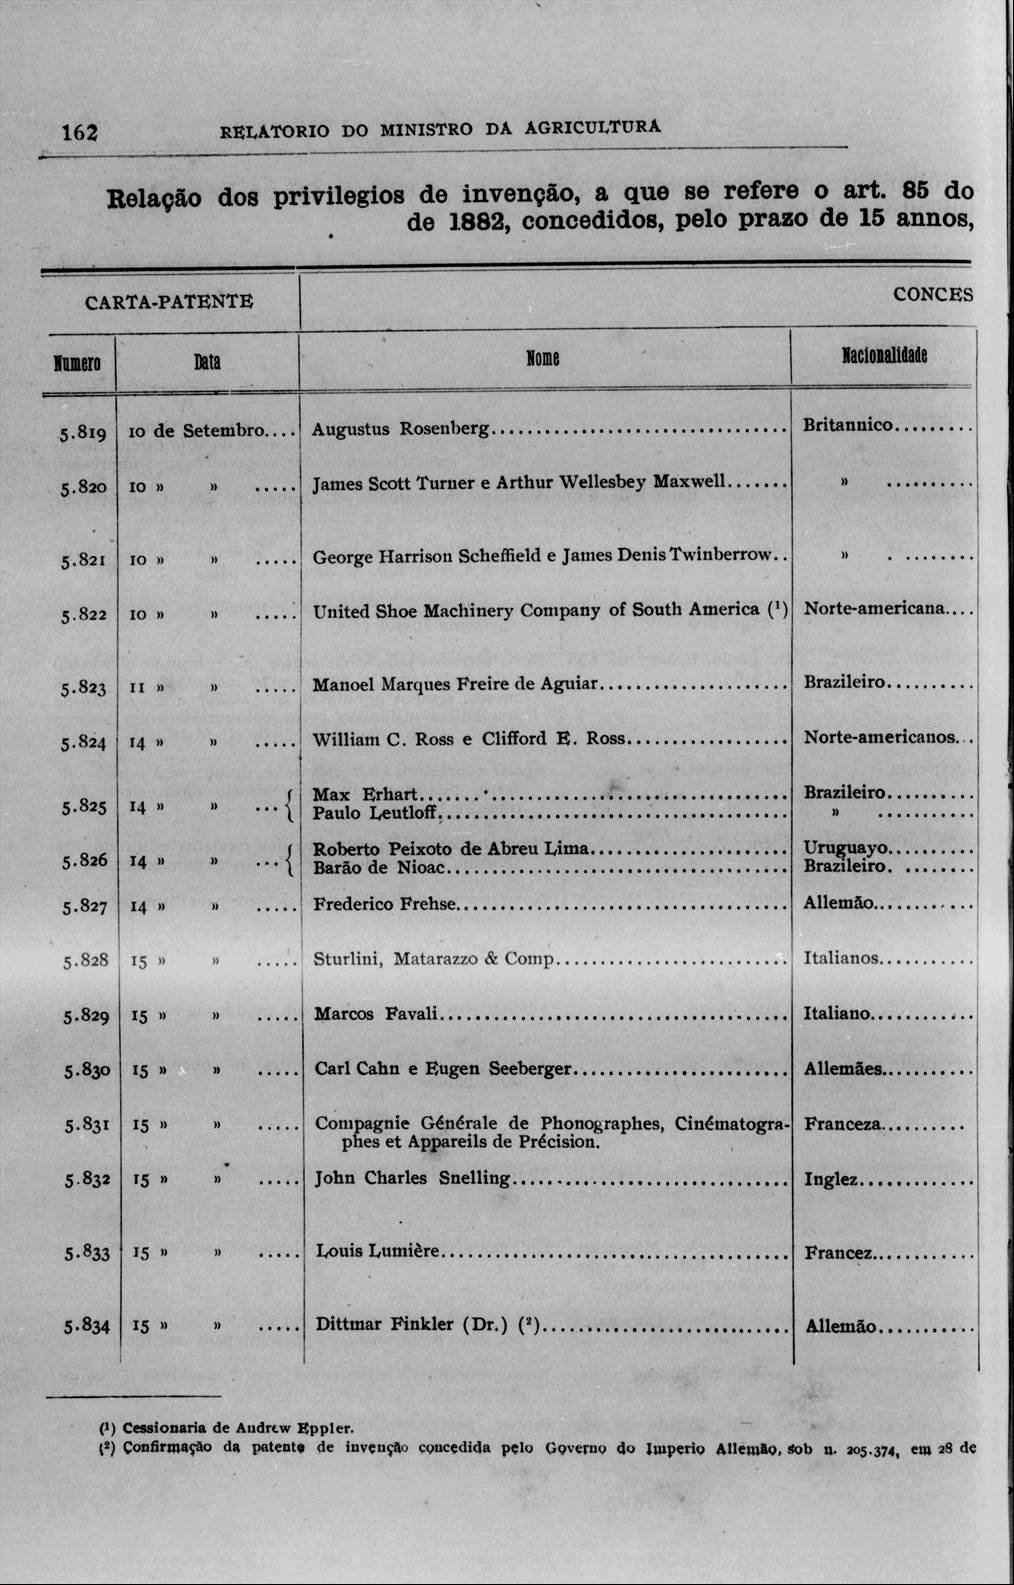 162 RELATORIO DO MINISTRO DA AGRICULTURA
Relação dos privilegios de invenção, a que se refere o art. 85 do
de 1882, concedidos, pelo prazo de 15 annos,
CARTA-PATENTE CONCES
Numero Data Nome Nacionalidade
5.819 10 de Setembro.... Augustus Rosenberg................................ Britannico.........
5.820 10 » » ..... James Scott Turner e Arthur Wellesbey Maxwell....... » ..........
5.821 10 » » ..... George Harrison Scheffield e James Denis Twinberrow.. » . ........
5.822 10 » » ..... United Shoe Machinery Company of South America (¹) Norte-americana....
5.823 11 » » ..... Manoel Marques Freire de Aguiar..................... Brazileiro..........
5.824 14 » » ..... William C. Ross e Clifford E. Ross.................. Norte-americanos...
5.825 14 » » ...{ Max Erhart........................................ Brazileiro..........
Paulo Leutloff...................................... » ...........
5.826 14 » » ...{ Roberto Peixoto de Abreu Lima...................... Uruguayo..........
Barão de Nioac...................................... Brazileiro. ........
5.827 14 » » ..... Frederico Frehse..................................... Allemão...........
5.828 15 » » ..... Sturlini, Matarazzo & Comp.......................... Italianos...........
5.829 15 » » ..... Marcos Favali....................................... Italiano............
5.830 15 » » ..... Carl Cahn e Eugen Seeberger........................ Allemães..........
5.831 15 » » ..... Compagnie Générale de Phonographes, Cinématogra- Franceza..........
phes et Appareils de Précision.
5.832 15 » » ..... John Charles Snelling............................... Inglez.............
5.833 15 » » ..... Louis Lumière....................................... Francez............
5.834 15 » » ..... Dittmar Finkler (Dr.) (²)............................ Allemão...........
(¹) Cessionaria de Andrew Eppler.
(²) Confirmação da patente de invenção concedida pelo Governo do Imperio Allemão, sob n. 205.374, em 28 de